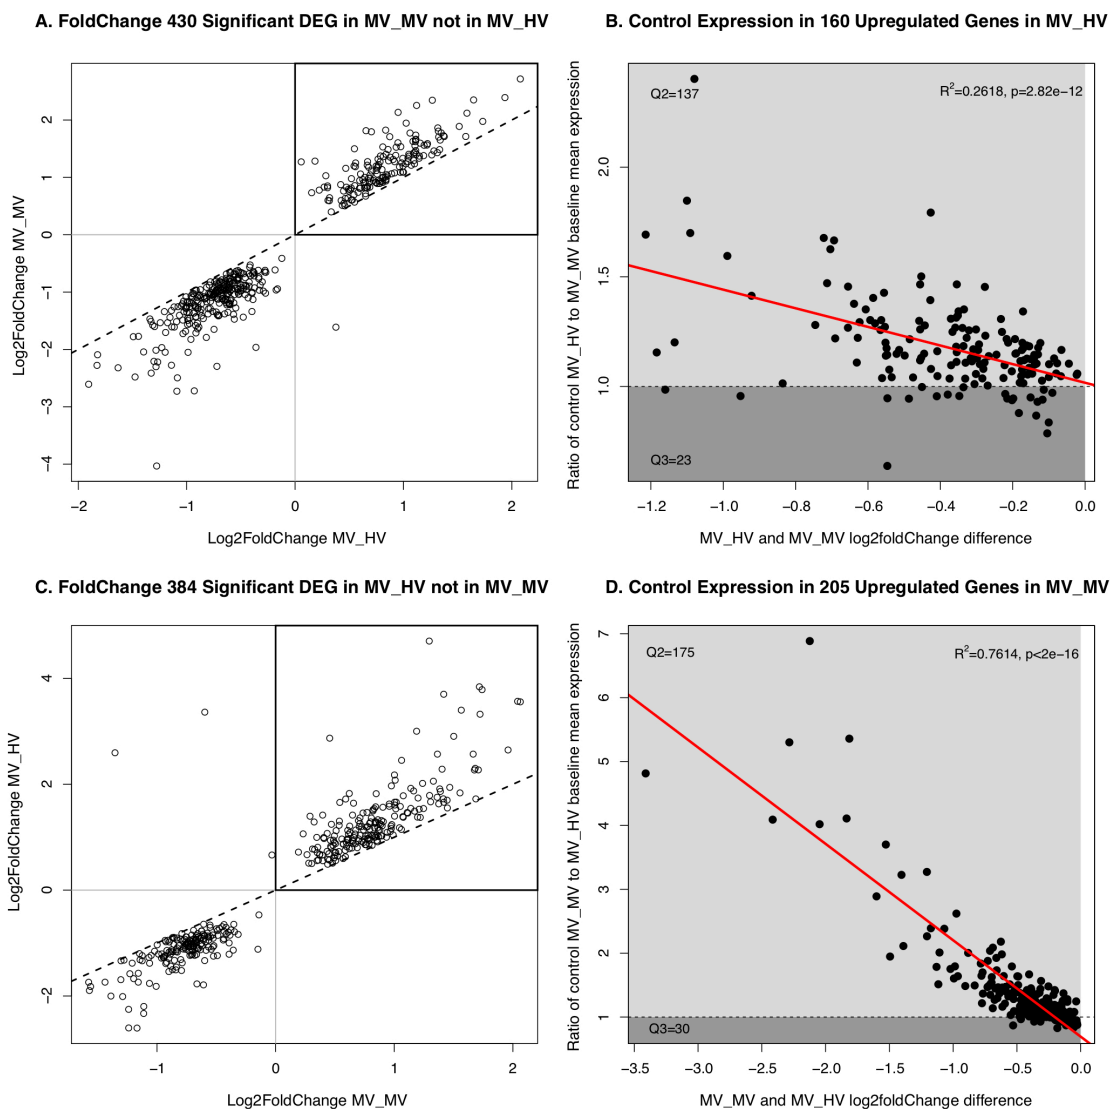 A. FoldChange 430 Significant DEG in MV_MV not in MV_HV
Log2FoldChange MV_MV
2
1
0
−1
−2
−3
−4
−2 −1 0 1 2
Log2FoldChange MV_HV
B. Control Expression in 160 Upregulated Genes in MV_HV
Ratio of control MV_HV to MV_MV baseline mean expression
Q2=137
R²=0.2618, p=2.82e−12
2.0
1.5
1.0
Q3=23
−1.2 −1.0 −0.8 −0.6 −0.4 −0.2 0.0
MV_HV and MV_MV log2foldChange difference
C. FoldChange 384 Significant DEG in MV_HV not in MV_MV
Log2FoldChange MV_HV
4
2
0
−2
−1 0 1 2
Log2FoldChange MV_MV
D. Control Expression in 205 Upregulated Genes in MV_MV
Ratio of control MV_MV to MV_HV baseline mean expression
Q2=175
R²=0.7614, p<2e−16
7
6
5
4
3
2
1
Q3=30
−3.5 −3.0 −2.5 −2.0 −1.5 −1.0 −0.5 0.0
MV_MV and MV_HV log2foldChange difference